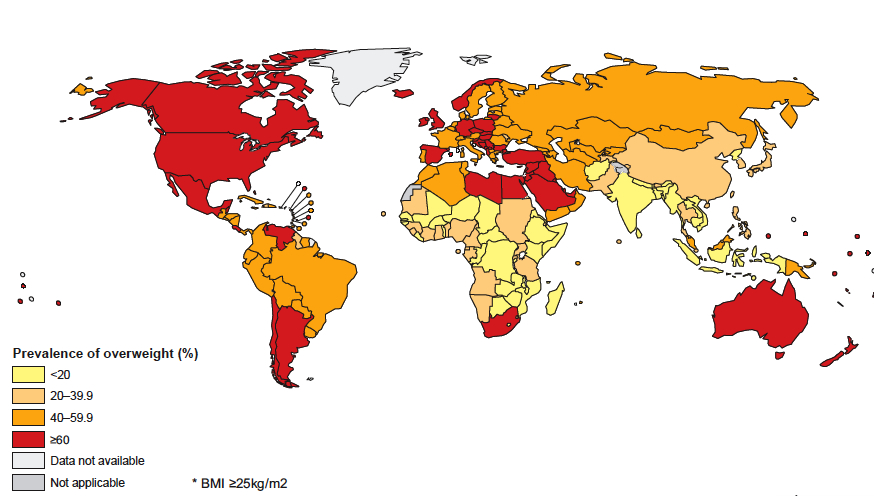 Prevalence of overweight (%)
<20
20–39.9
40–59.9
≥60
Data not available
Not applicable
* BMI ≥25kg/m2